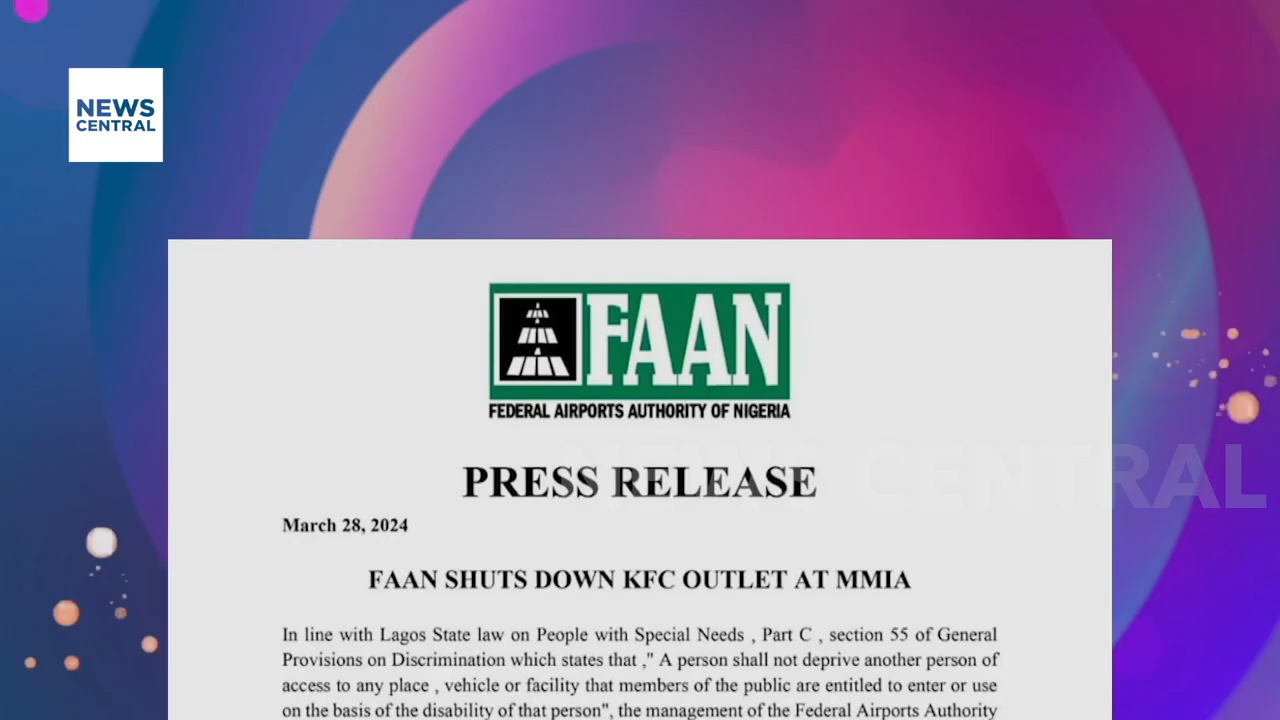 NEWS
CENTRAL
FAAN
FEDERAL AIRPORTS AUTHORITY OF NIGERIA
NEWS CENTRAL
PRESS RELEASE
March 28, 2024
FAAN SHUTS DOWN KFC OUTLET AT MMIA
In line with Lagos State law on People with Special Needs , Part C , section 55 of General
Provisions on Discrimination which states that ," A person shall not deprive another person of
access to any place , vehicle or facility that members of the public are entitled to enter or use
on the basis of the disability of that person", the management of the Federal Airports Authority